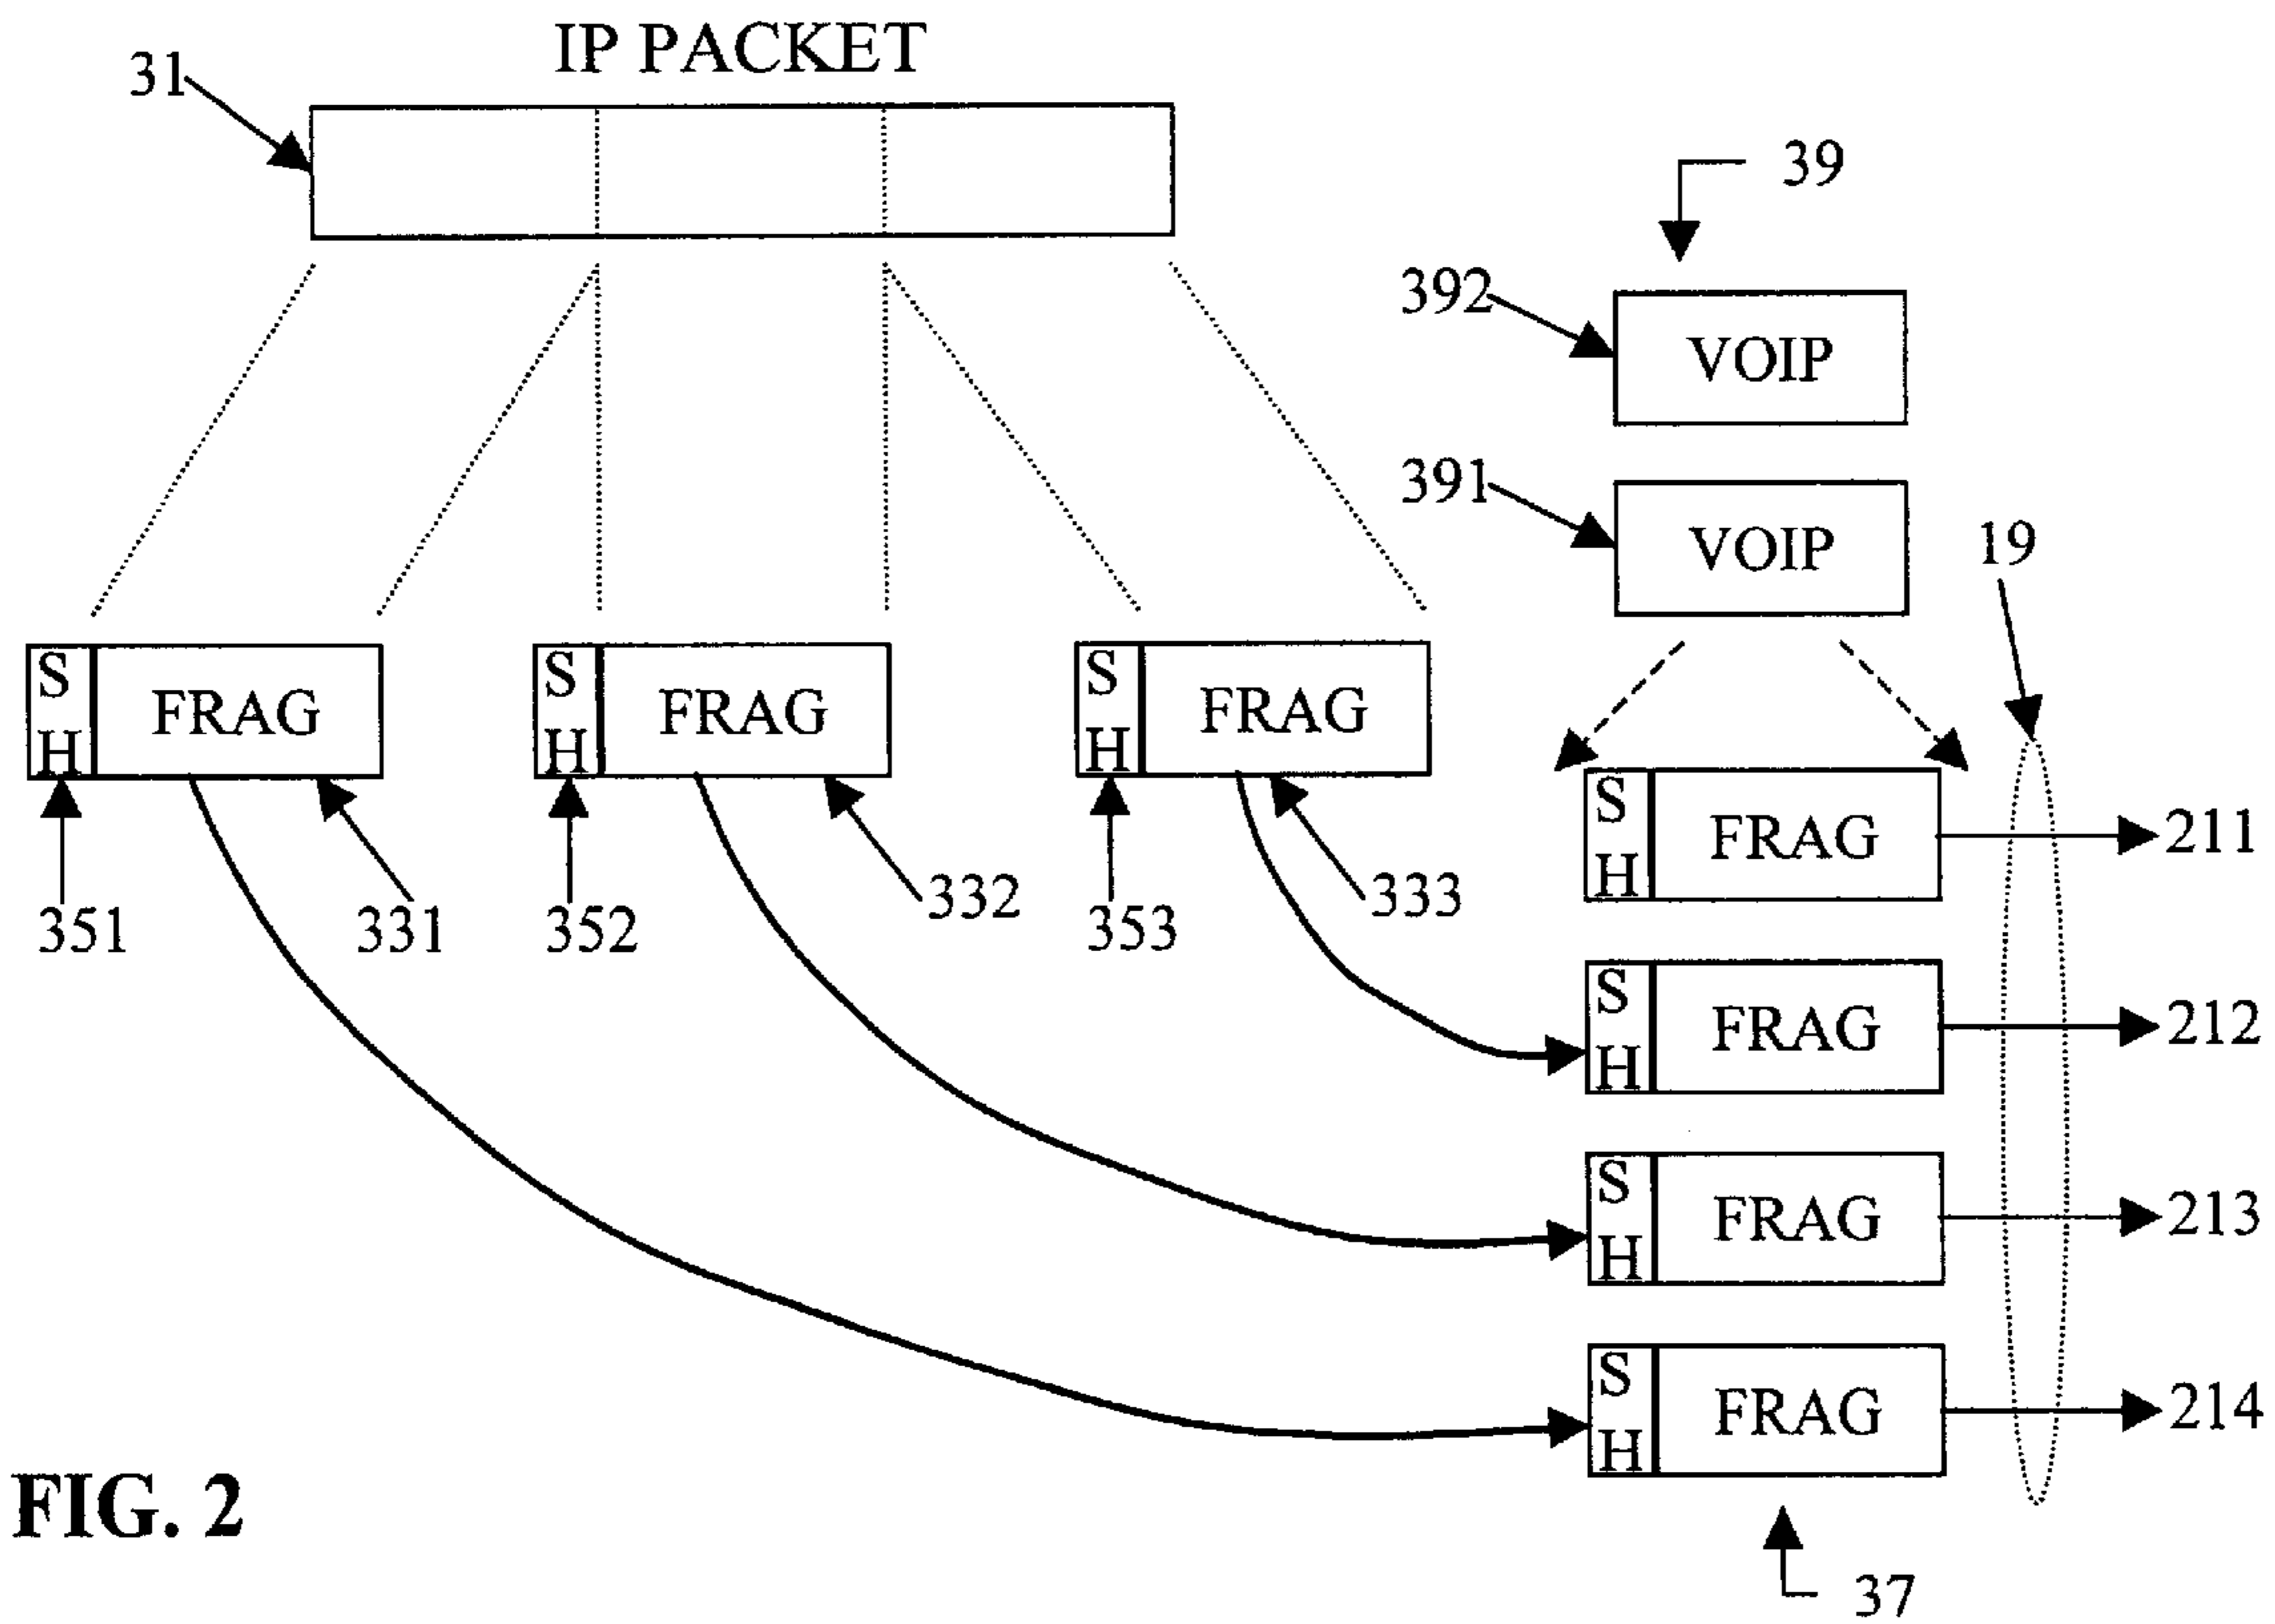 IP PACKET
31
39
392
VOIP
391
VOIP
19
S
H
FRAG
S
H
FRAG
S
H
FRAG
351
331
352
332
353
333
S
H
FRAG
211
S
H
FRAG
212
S
H
FRAG
213
S
H
FRAG
214
FIG. 2
37